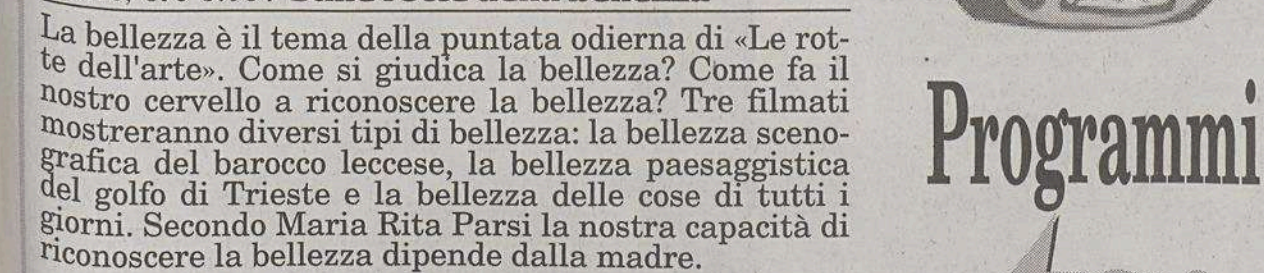 La bellezza è il tema della puntata odierna di «Le rot-
te dell'arte». Come si giudica la bellezza? Come fa il
nostro cervello a riconoscere la bellezza? Tre filmati
mostreranno diversi tipi di bellezza: la bellezza sceno-
grafica del barocco leccese, la bellezza paesaggistica
del golfo di Trieste e la bellezza delle cose di tutti i
giorni. Secondo Maria Rita Parsi la nostra capacità di
riconoscere la bellezza dipende dalla madre.
Programmi